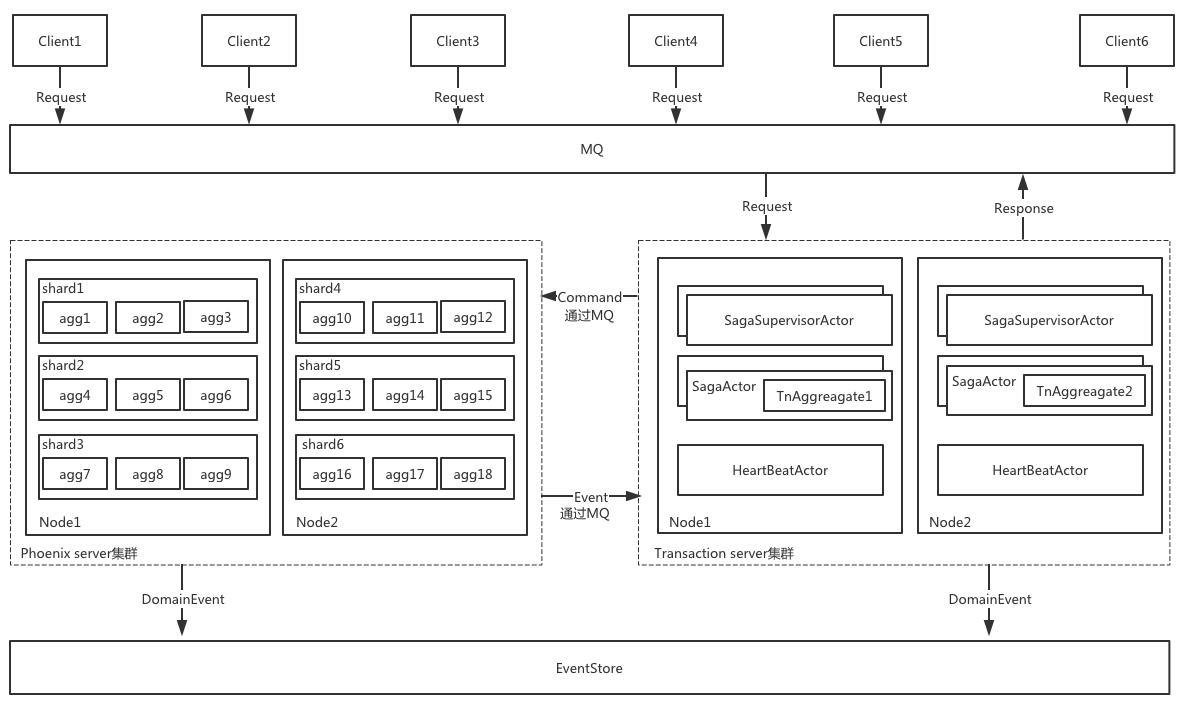 Client1
Client2
Client3
Client4
Client5
Client6
Request
Request
Request
Request
Request
Request
MQ
Request
Response
shard1
agg1
agg2
agg3
shard2
agg4
agg5
agg6
shard3
agg7
agg8
agg9
Node1
shard4
agg10
agg11
agg12
shard5
agg13
agg14
agg15
shard6
agg16
agg17
agg18
Node2
Phoenix server集群
Command
通过MQ
Event
通过MQ
SagaSupervisorActor
SagaActor
TnAggreagate1
HeartBeatActor
Node1
SagaSupervisorActor
SagaActor
TnAggreagate2
HeartBeatActor
Node2
Transaction server集群
DomainEvent
DomainEvent
EventStore